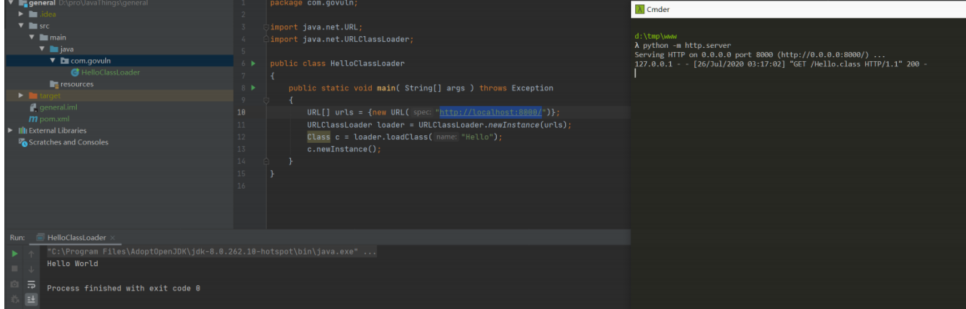 general D:\pro\JavaThings\general
.idea
src
main
java
com.govuln
HelloClassLoader
resources
target
general.iml
pom.xml
External Libraries
Scratches and Consoles
1 package com.govuln;
2
3 import java.net.URL;
4 import java.net.URLClassLoader;
5
6 public class HelloClassLoader
7 {
8 public static void main( String[] args ) throws Exception
9 {
10 URL[] urls = {new URL( spec: "http://localhost:8000/")};
11 URLClassLoader loader = URLClassLoader.newInstance(urls);
12 Class c = loader.loadClass( name: "Hello");
13 c.newInstance();
14 }
15 }
16
Cmder
d:\tmp\www
λ python -m http.server
Serving HTTP on 0.0.0.0 port 8000 (http://0.0.0.0:8000/) ...
127.0.0.1 - - [26/Jul/2020 03:17:02] "GET /Hello.class HTTP/1.1" 200 -
Run: HelloClassLoader ×
"C:\Program Files\AdoptOpenJDK\jdk-8.0.262.10-hotspot\bin\java.exe" ...
Hello World
Process finished with exit code 0